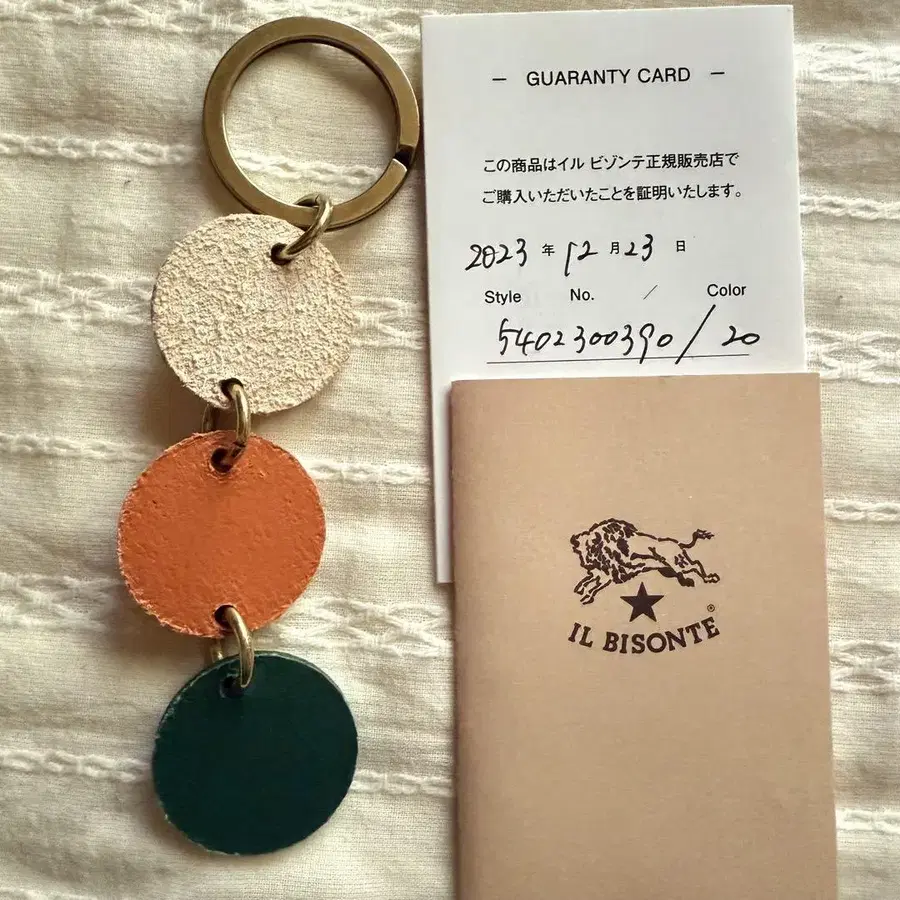 — GUARANTY CARD —
この商品はイル ビゾンテ正規販売店で
ご購入いただいたことを証明いたします。
2023 年 12 月 23 日
Style No. / Color
5402300390 / 20
IL BISONTE®